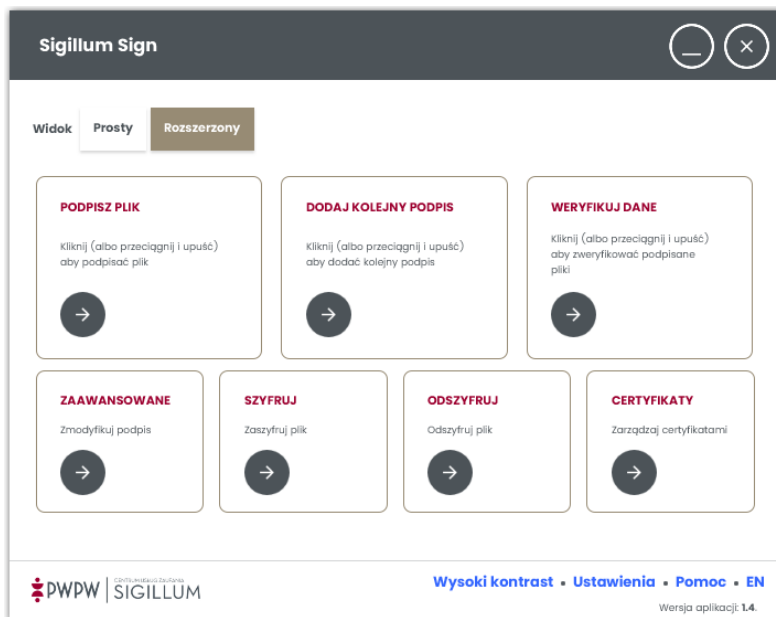 Sigillum Sign
Widok Prosty Rozszerzony
PODPISZ PLIK
Kliknij (albo przeciągnij i upuść)
aby podpisać plik
DODAJ KOLEJNY PODPIS
Kliknij (albo przeciągnij i upuść)
aby dodać kolejny podpis
WERYFIKUJ DANE
Kliknij (albo przeciągnij i upuść)
aby zweryfikować podpisane
pliki
ZAAWANSOWANE
Zmodyfikuj podpis
SZYFRUJ
Zaszyfruj plik
ODSZYFRUJ
Odszyfruj plik
CERTYFIKATY
Zarządzaj certyfikatami
PWPW
CENTRUM USŁUG ZAUFANIA
SIGILLUM
Wysoki kontrast ▪ Ustawienia ▪ Pomoc ▪ EN
Wersja aplikacji: 1.4.